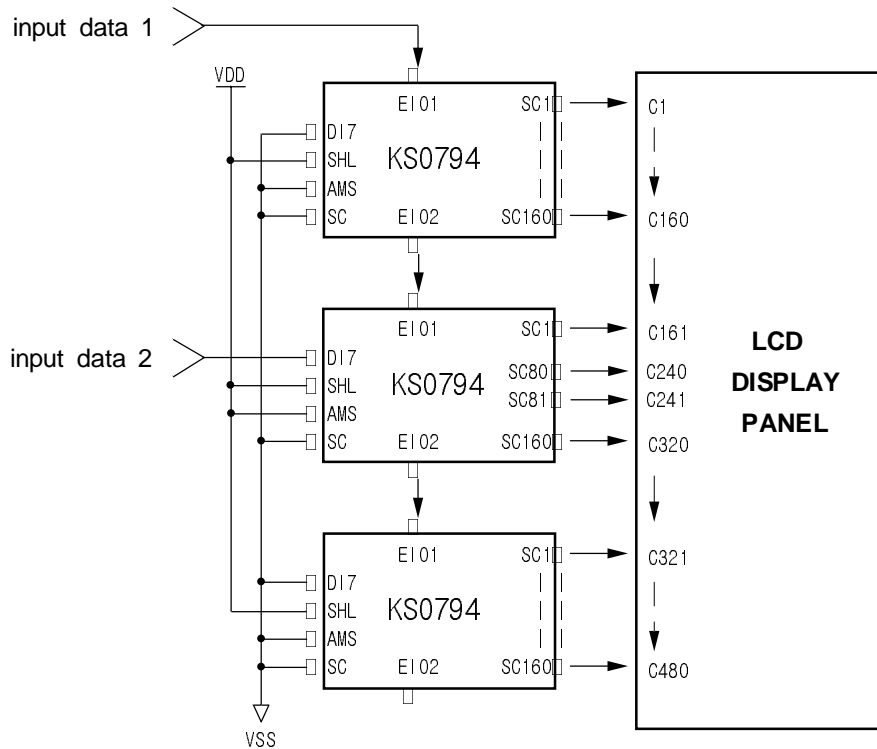 input data 1
VDD
EIO1
SC1
C1
DI7
SHL
KS0794
AMS
SC
EIO2
SC160
C160
EIO1
SC1
C161
input data 2
DI7
SHL
KS0794
SC80
C240
AMS
SC81
C241
SC
EIO2
SC160
C320
LCD
DISPLAY
PANEL
EIO1
SC1
C321
DI7
SHL
KS0794
AMS
SC
EIO2
SC160
C480
VSS